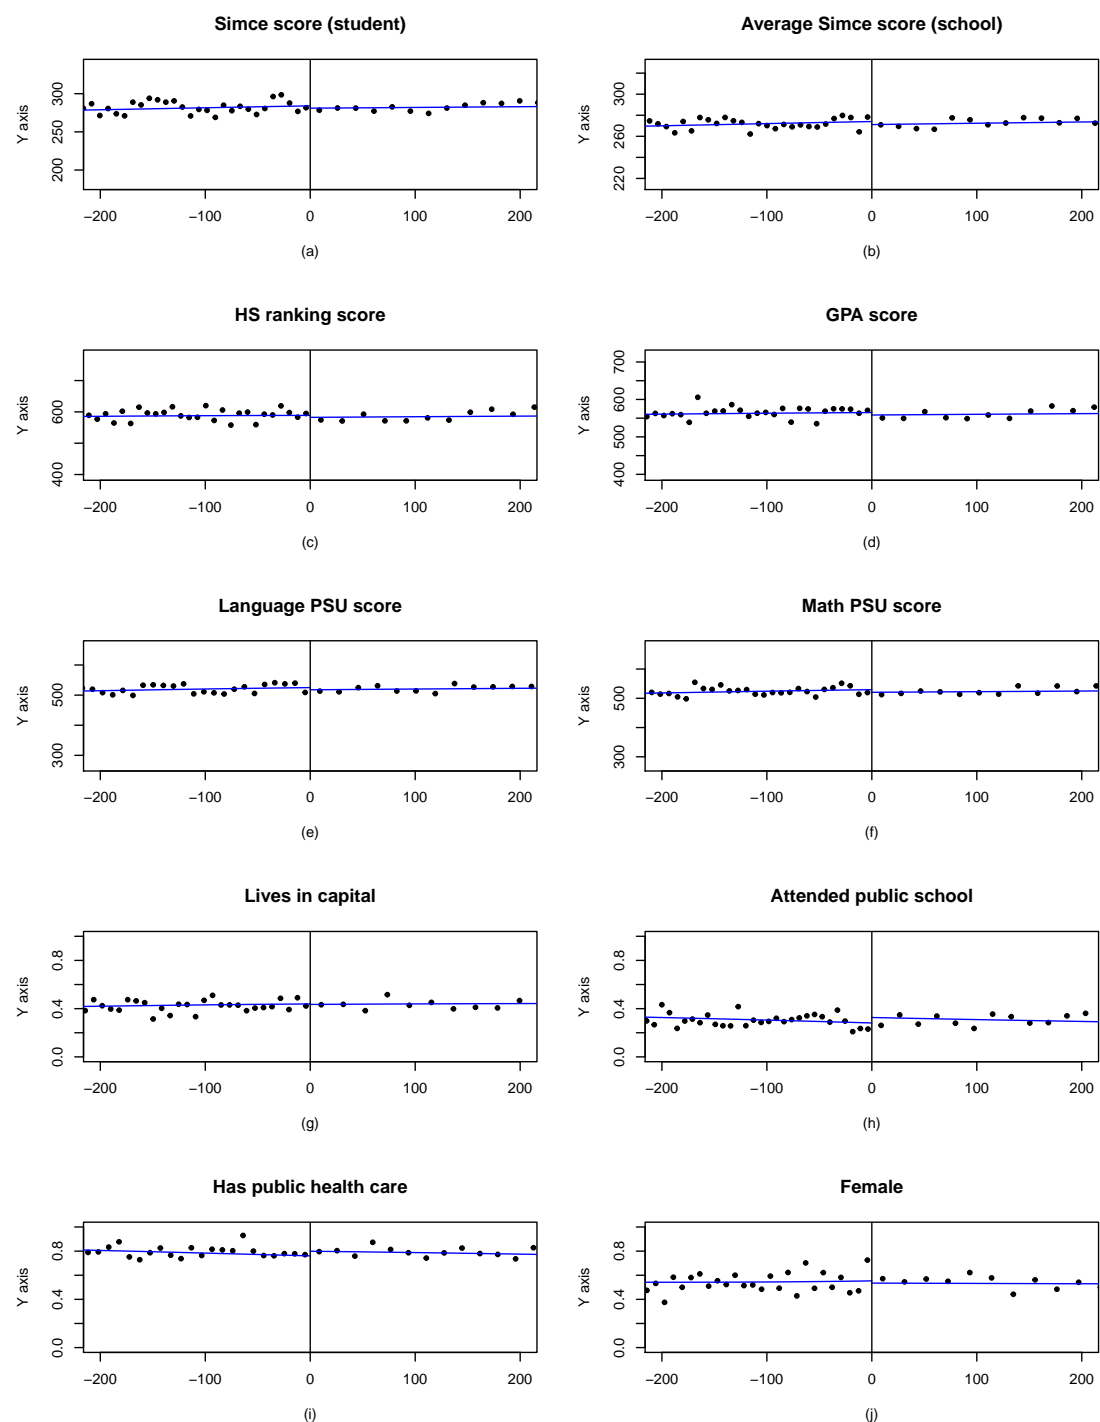 Simce score (student)
Average Simce score (school)
Y axis
200 250 300
Y axis
220 260 300
−200 −100 0 100 200
−200 −100 0 100 200
(a)
(b)
HS ranking score
GPA score
Y axis
400 600
Y axis
400 500 600 700
−200 −100 0 100 200
−200 −100 0 100 200
(c)
(d)
Language PSU score
Math PSU score
Y axis
300 500
Y axis
300 500
−200 −100 0 100 200
−200 −100 0 100 200
(e)
(f)
Lives in capital
Attended public school
Y axis
0.0 0.4 0.8
Y axis
0.0 0.4 0.8
−200 −100 0 100 200
−200 −100 0 100 200
(g)
(h)
Has public health care
Female
Y axis
0.0 0.4 0.8
Y axis
0.0 0.4 0.8
−200 −100 0 100 200
−200 −100 0 100 200
(i)
(j)